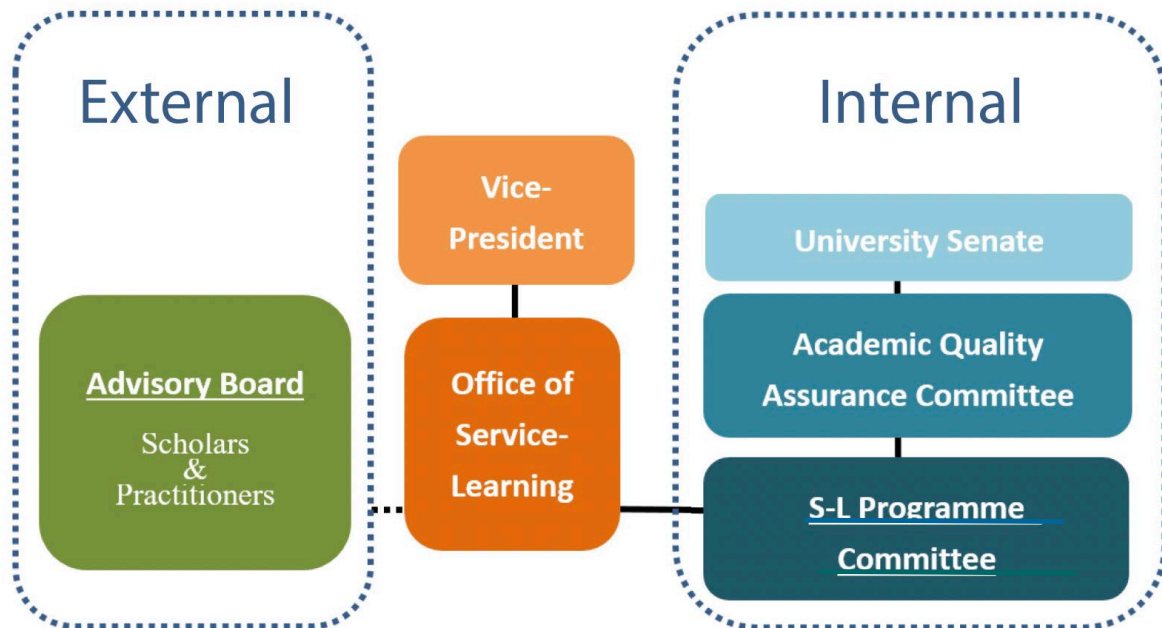 External
Advisory Board
Scholars
&
Practitioners
Vice-
President
Office of
Service-
Learning
Internal
University Senate
Academic Quality
Assurance Committee
S-L Programme
Committee